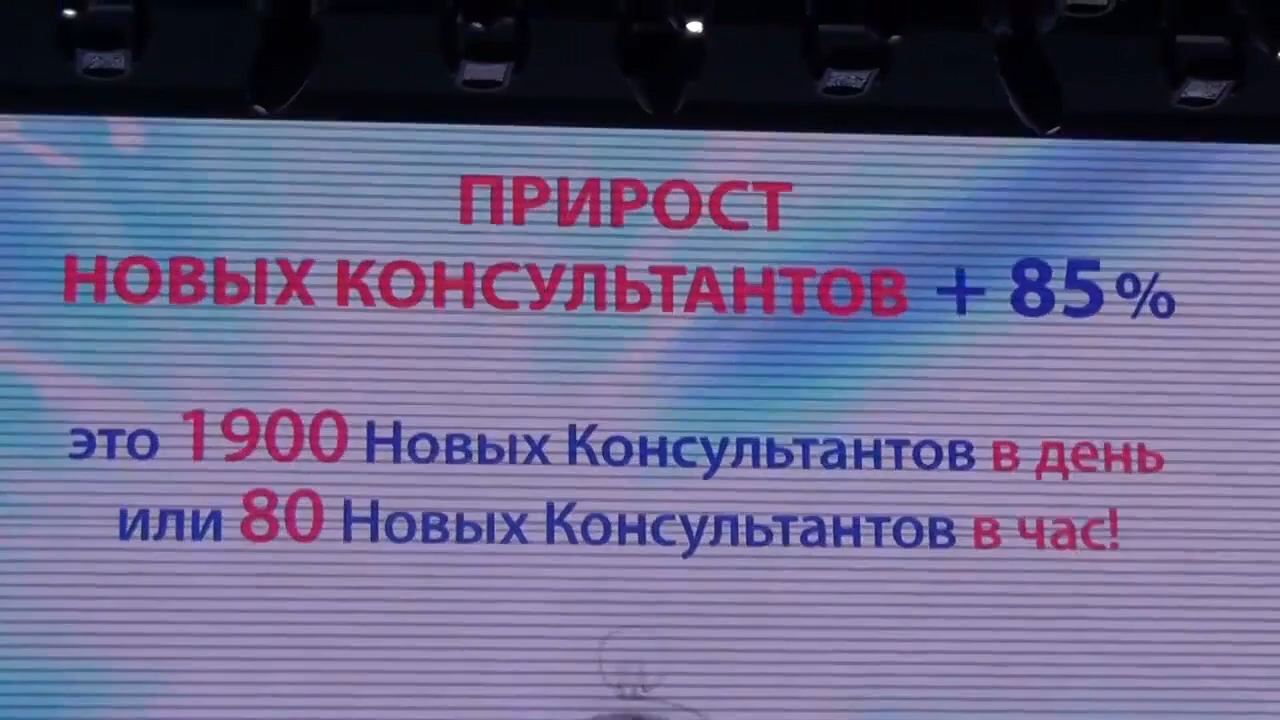 ПРИРОСТ
НОВЫХ КОНСУЛЬТАНТОВ + 85%
это 1900 Новых Консультантов в день
или 80 Новых Консультантов в час!